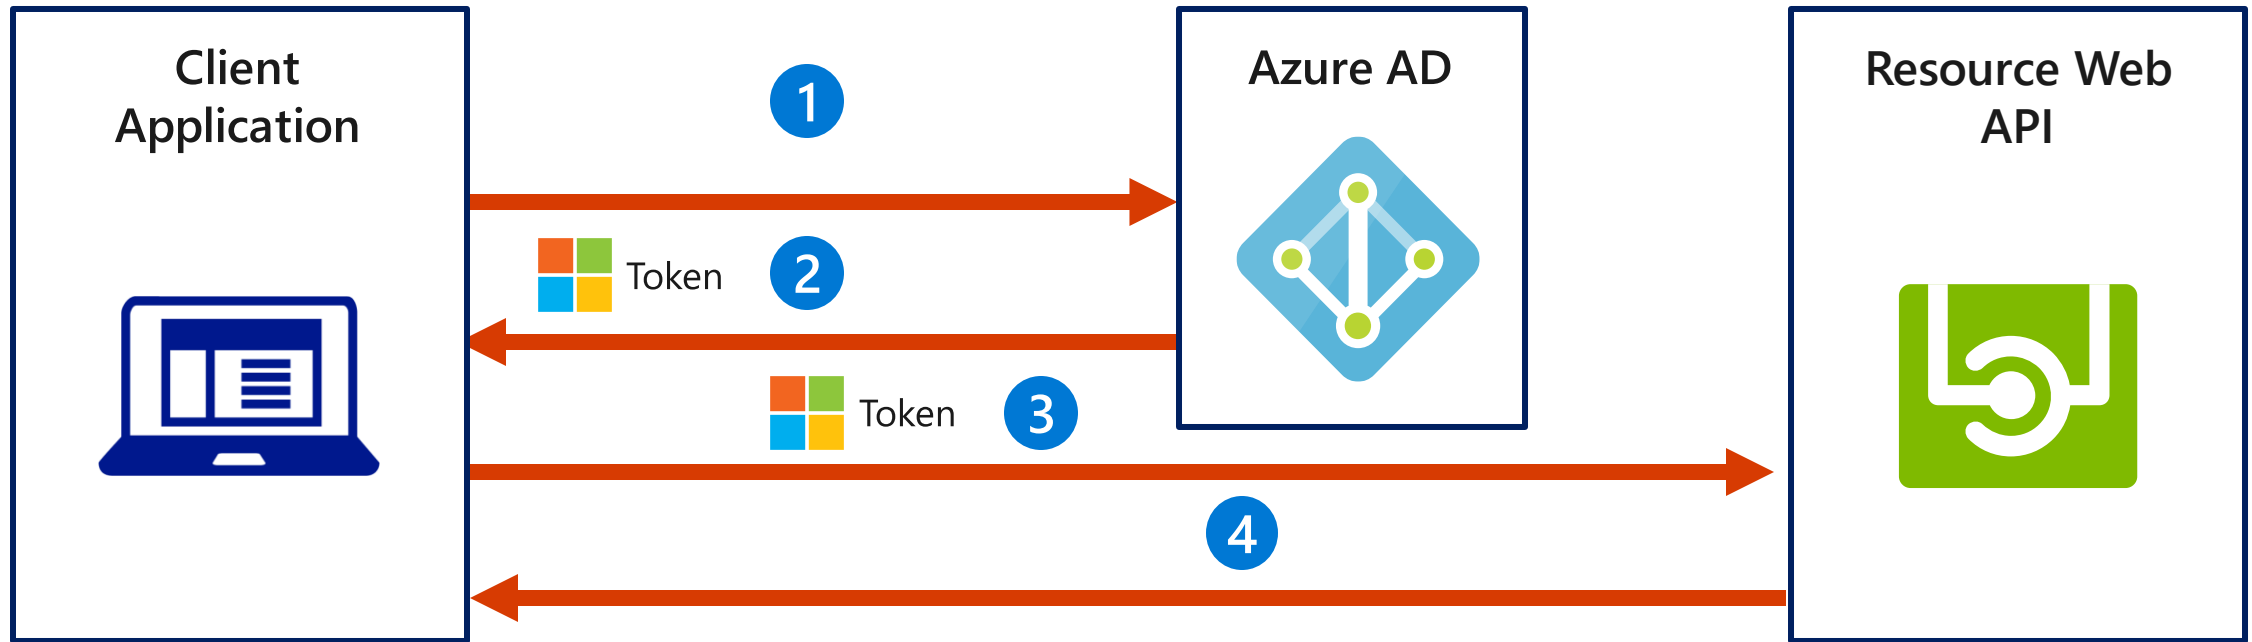 Client
Application
1
Azure AD
Resource Web
API
Token
2
Token
3
4